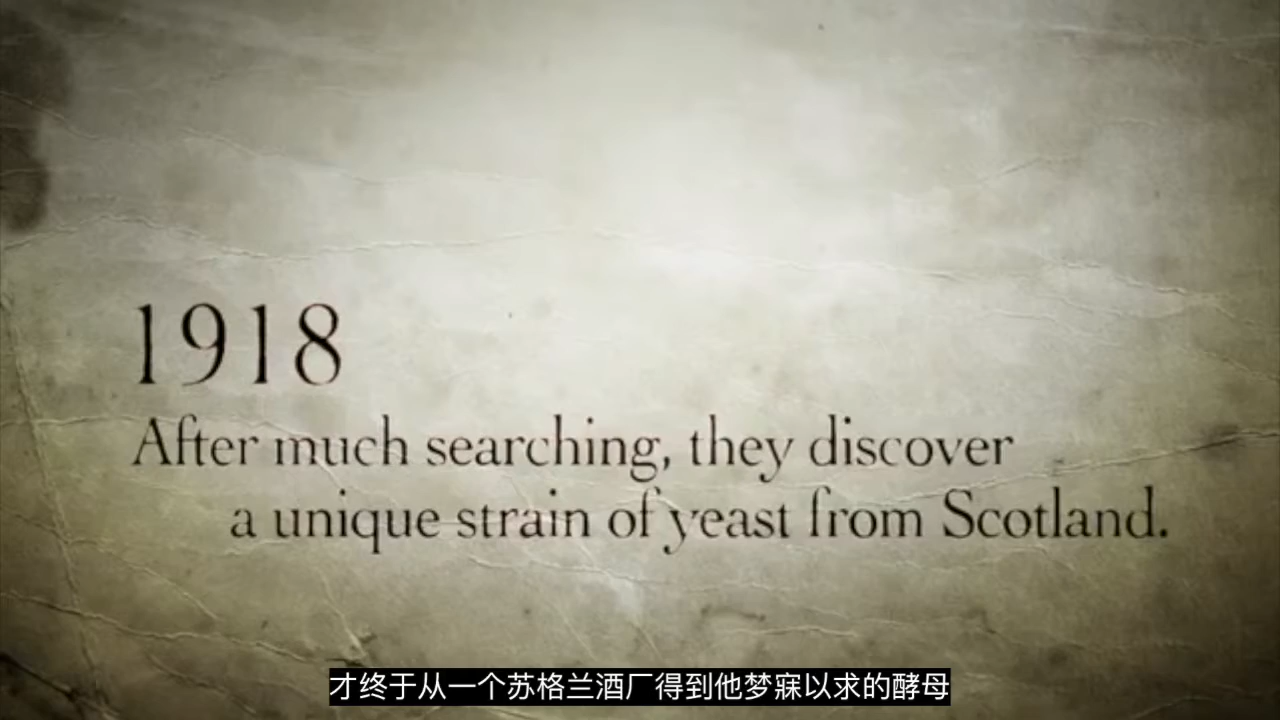 1918
After much searching, they discover
a unique strain of yeast from Scotland.
才终于从一个苏格兰酒厂得到他梦寐以求的酵母